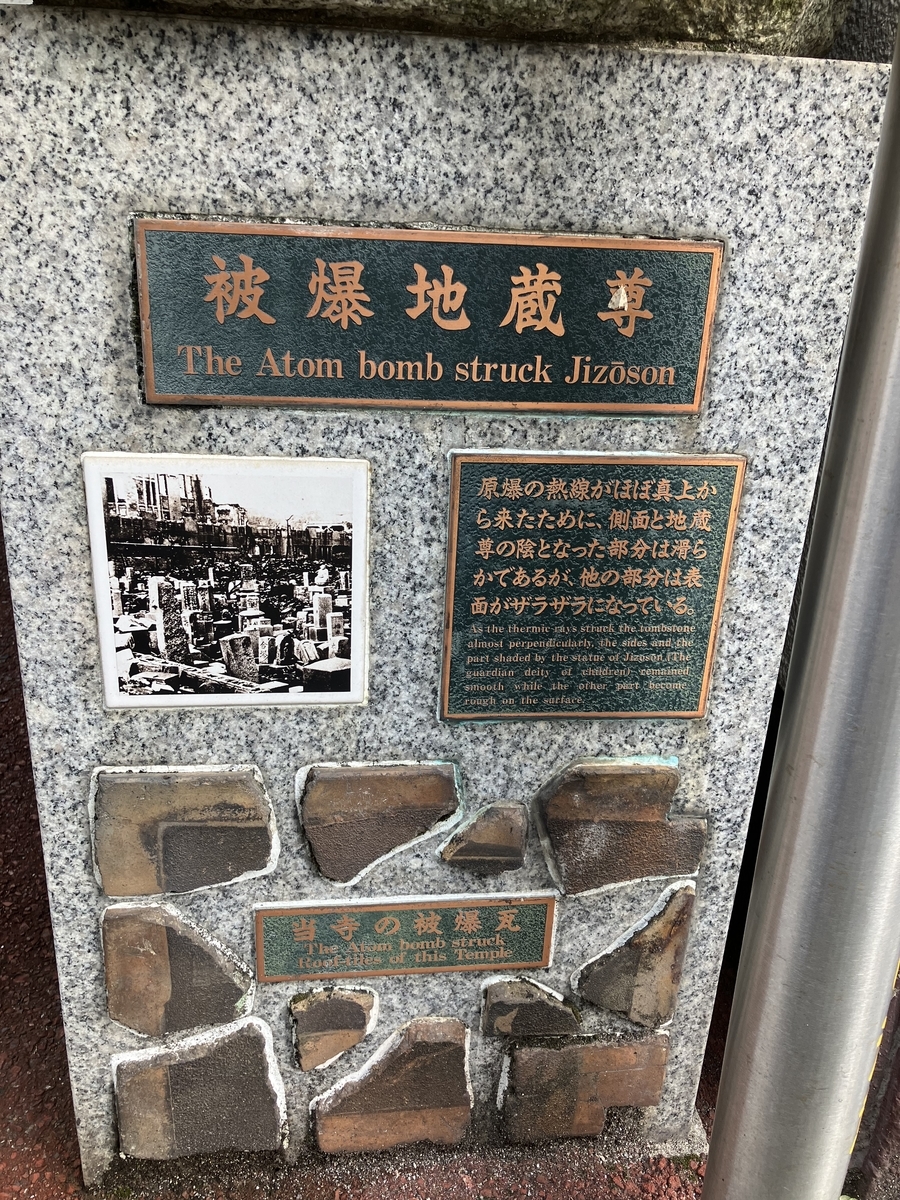 被爆地蔵尊
The Atom bomb struck Jizōson
原爆の熱線がほぼ真上か
ら来たために、側面と地蔵
尊の陰となった部分は滑ら
かであるが、他の部分は表
面がザラザラになっている。
As the thermic rays struck the tombstone
almost perpendicularly, the sides and the
part shaded by the statue of Jizōson (The
guardian deity of children) remained
smooth while the other part become
rough on the surface.
当寺の被爆瓦
The Atom bomb struck
Roof-tiles of this Temple